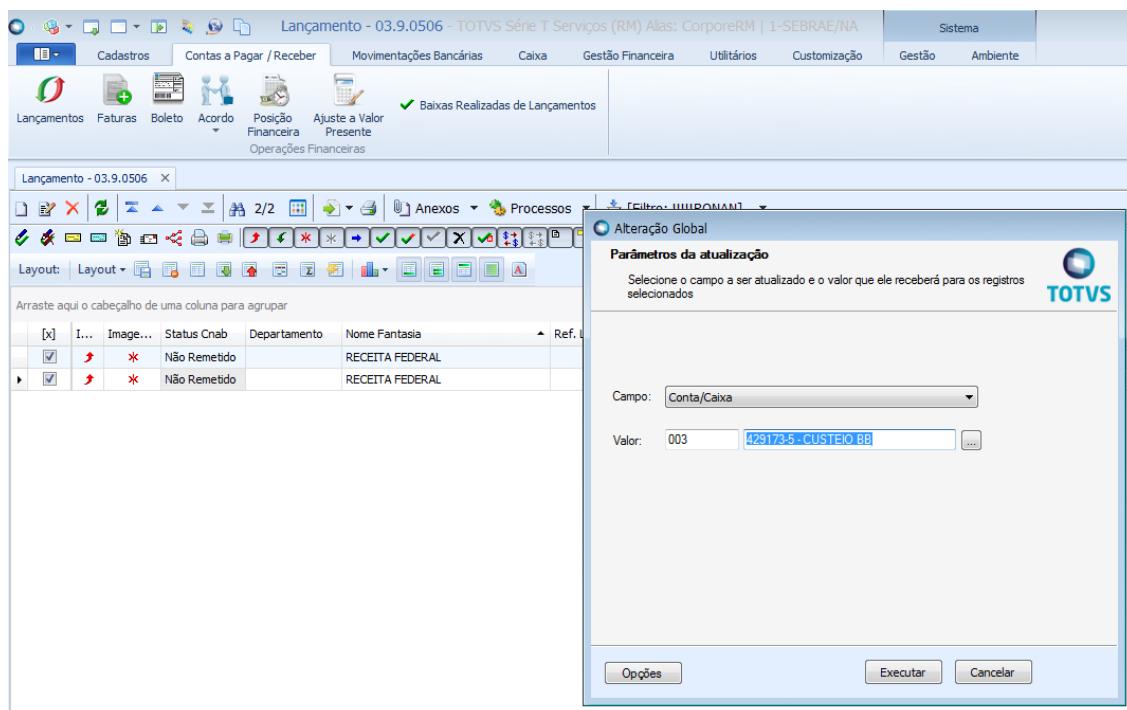 Lançamento - 03.9.0506 - TOTVS Série T Serviços (RM) Alias: CorporeRM | 1-SEBRAE/NA
Sistema
Cadastros Contas a Pagar / Receber Movimentações Bancárias Caixa Gestão Financeira Utilitários Customização Gestão Ambiente
Lançamentos Faturas Boleto Acordo Posição Financeira Ajuste a Valor Presente Baixas Realizadas de Lançamentos
Operações Financeiras
Lançamento - 03.9.0506
2/2 Anexos Processos
Layout: Layout
Arraste aqui o cabeçalho de uma coluna para agrupar
[x] I... Image... Status Cnab Departamento Nome Fantasia Ref.
Não Remetido RECEITA FEDERAL
Não Remetido RECEITA FEDERAL
Alteração Global
Parâmetros da atualização
Selecione o campo a ser atualizado e o valor que ele receberá para os registros
selecionados
TOTVS
Campo: Conta/Caixa
Valor: 003 429173-5 - CUSTEIO BB ...
Opções Executar Cancelar